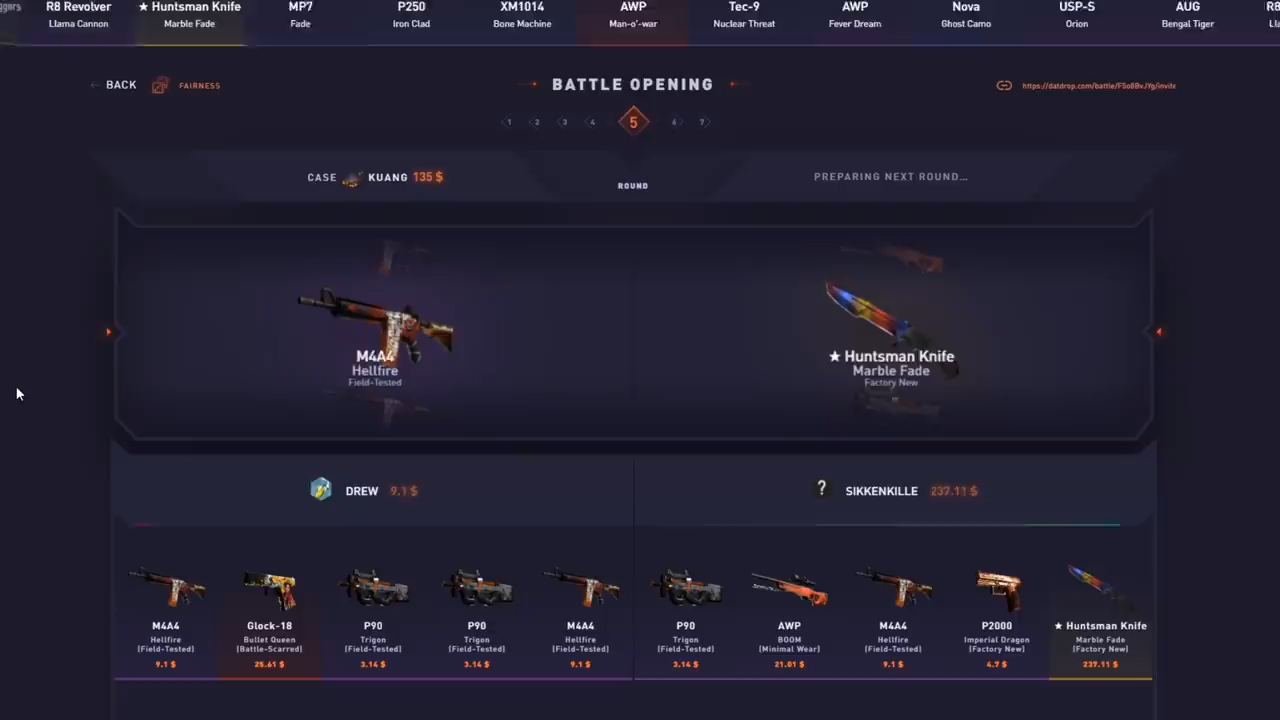 R8 Revolver ★ Huntsman Knife MP7 P250 XM1014 AWP Tec-9 AWP Nova USP-S AUG
Llama Cannon Marble Fade Fade Iron Clad Bone Machine Man-o'-war Nuclear Threat Fever Dream Ghost Camo Orion Bengal Tiger
← BACK FAIRNESS BATTLE OPENING
1 2 3 4 5 6 7
CASE KUANG 135 $ ROUND PREPARING NEXT ROUND...
M4A4 ★ Huntsman Knife
Hellfire Marble Fade
Field-Tested Factory New
DREW 9.1 $ ? SIKKENKILLE 237.11 $
M4A4 Glock-18 P90 P90 M4A4 P90 AWP M4A4 P2000 ★ Huntsman Knife
Hellfire Bullet Queen Trigon Trigon Hellfire Trigon BOOM Hellfire Imperial Dragon Marble Fade
(Field-Tested) (Battle-Scarred) (Field-Tested) (Field-Tested) (Field-Tested) (Field-Tested) (Minimal Wear) (Field-Tested) (Factory New) (Factory New)
9.1 $ 25.61 $ 3.14 $ 3.14 $ 9.1 $ 3.14 $ 21.01 $ 9.1 $ 4.7 $ 237.11 $